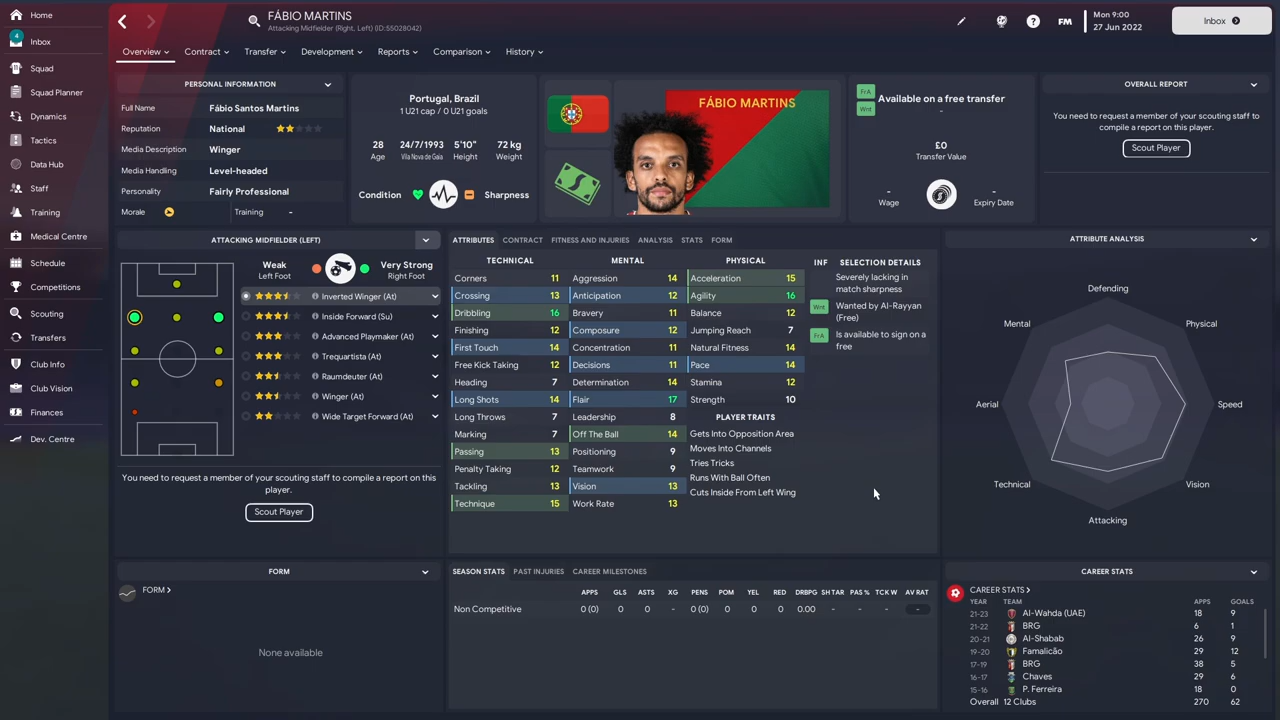 Home
4
Inbox
Squad
Squad Planner
Dynamics
Tactics
Data Hub
Staff
Training
Medical Centre
Schedule
Competitions
Scouting
Transfers
Club Info
Club Vision
Finances
Dev. Centre
FÁBIO MARTINS
Attacking Midfielder (Right, Left) (ID:55028042)
? FM
Mon 9:00
27 Jun 2022
Inbox
Overview Contract Transfer Development Reports Comparison History
PERSONAL INFORMATION
Full Name Fábio Santos Martins
Reputation National
Media Description Winger
Media Handling Level-headed
Personality Fairly Professional
Morale Training -
Portugal, Brazil
1 U21 cap / 0 U21 goals
28 24/7/1993 5'10" 72 kg
Age Vila Nova de Gaia Height Weight
Condition Sharpness
FÁBIO MARTINS
FrA
Wnt
Available on a free transfer
-
£0
Transfer Value
- -
Wage Expiry Date
OVERALL REPORT
You need to request a member of your scouting staff to
compile a report on this player.
Scout Player
ATTACKING MIDFIELDER (LEFT)
Weak Very Strong
Left Foot Right Foot
Inverted Winger (At)
Inside Forward (Su)
Advanced Playmaker (At)
Trequartista (At)
Raumdeuter (At)
Winger (At)
Wide Target Forward (At)
You need to request a member of your scouting staff to compile a report on this
player.
Scout Player
ATTRIBUTES CONTRACT FITNESS AND INJURIES ANALYSIS STATS FORM
TECHNICAL MENTAL PHYSICAL
Corners 11 Aggression 14 Acceleration 15
Crossing 13 Anticipation 12 Agility 16
Dribbling 16 Bravery 11 Balance 12
Finishing 12 Composure 12 Jumping Reach 7
First Touch 14 Concentration 11 Natural Fitness 14
Free Kick Taking 12 Decisions 11 Pace 14
Heading 7 Determination 14 Stamina 12
Long Shots 14 Flair 17 Strength 10
Long Throws 7 Leadership 8 PLAYER TRAITS
Marking 7 Off The Ball 14 Gets Into Opposition Area
Passing 13 Positioning 9 Moves Into Channels
Penalty Taking 12 Teamwork 9 Tries Tricks
Tackling 13 Vision 13 Runs With Ball Often
Technique 15 Work Rate 13 Cuts Inside From Left Wing
INF SELECTION DETAILS
Severely lacking in
match sharpness
Wnt Wanted by Al-Rayyan
(Free)
FrA Is available to sign on a
free
ATTRIBUTE ANALYSIS
Defending
Mental Physical
Aerial Speed
Technical Vision
Attacking
FORM
FORM
None available
SEASON STATS PAST INJURIES CAREER MILESTONES
APPS GLS ASTS XG PENS POM YEL RED DRBPG SH TAR PAS % TCK W AV RAT
Non Competitive 0 (0) 0 0 - 0 (0) 0 0 0 0.00 - - - -
CAREER STATS
CAREER STATS
YEAR TEAM APPS GOALS
21-23 Al-Wahda (UAE) 18 9
21-22 BRG 6 1
20-21 Al-Shabab 26 9
19-20 Famalicão 29 12
17-19 BRG 38 5
16-17 Chaves 29 6
15-16 P. Ferreira 18 0
Overall 12 Clubs 270 62